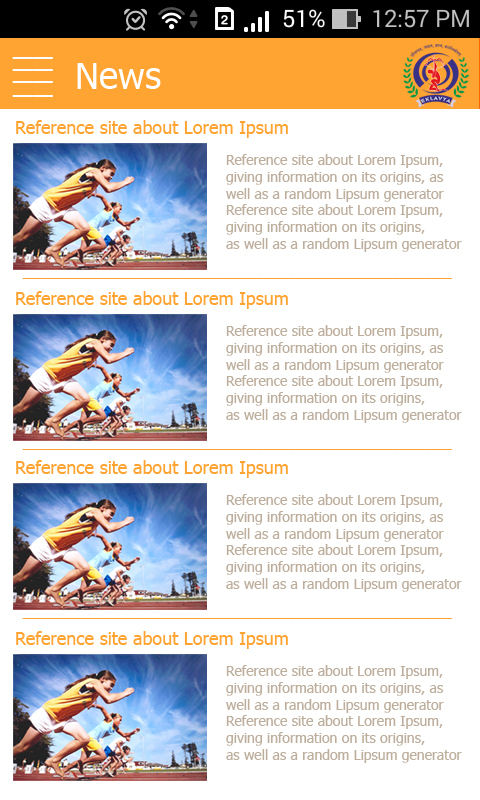 2 51% 12:57 PM
News
EKLAVYA
Reference site about Lorem Ipsum
Reference site about Lorem Ipsum,
giving information on its origins, as
well as a random Lipsum generator
Reference site about Lorem Ipsum,
giving information on its origins,
as well as a random Lipsum generator
Reference site about Lorem Ipsum
Reference site about Lorem Ipsum,
giving information on its origins, as
well as a random Lipsum generator
Reference site about Lorem Ipsum,
giving information on its origins,
as well as a random Lipsum generator
Reference site about Lorem Ipsum
Reference site about Lorem Ipsum,
giving information on its origins, as
well as a random Lipsum generator
Reference site about Lorem Ipsum,
giving information on its origins,
as well as a random Lipsum generator
Reference site about Lorem Ipsum
Reference site about Lorem Ipsum,
giving information on its origins, as
well as a random Lipsum generator
Reference site about Lorem Ipsum,
giving information on its origins,
as well as a random Lipsum generator